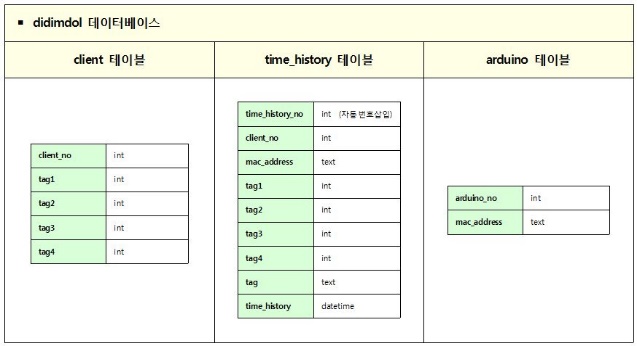 ▪ didimdol 데이터베이스
client 테이블
time_history 테이블
arduino 테이블
client_no int
tag1 int
tag2 int
tag3 int
tag4 int
time_history_no int (자동번호삽입)
client_no int
mac_address text
tag1 int
tag2 int
tag3 int
tag4 int
tag text
time_history datetime
arduino_no int
mac_address text